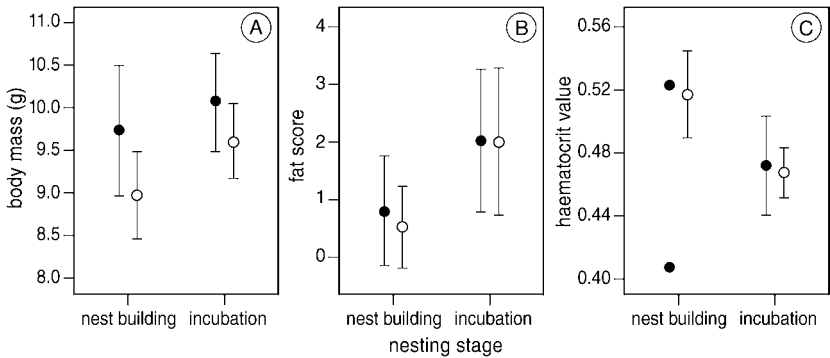 A
body mass (g)
11.0
10.5
10.0
9.5
9.0
8.5
8.0
nest building
incubation
B
fat score
4
3
2
1
0
nest building
incubation
nesting stage
C
haematocrit value
0.56
0.52
0.48
0.44
0.40
nest building
incubation